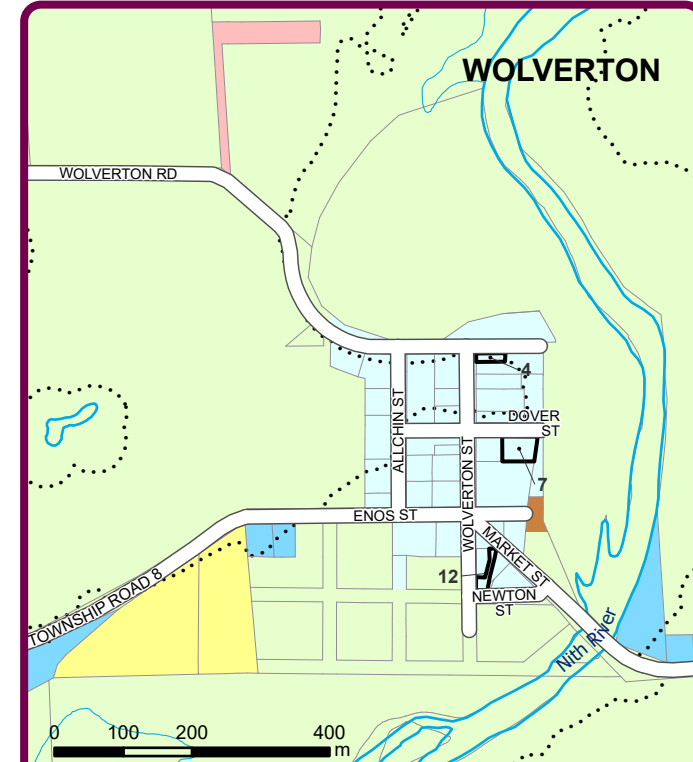 WOLVERTON
WOLVERTON RD
4
ALLCHIN ST
DOVER
ST
WOLVERTON ST
7
ENOS ST
MARKET ST
12
NEWTON
ST
TOWNSHIP ROAD 8
Nith River
0 100 200 400
m